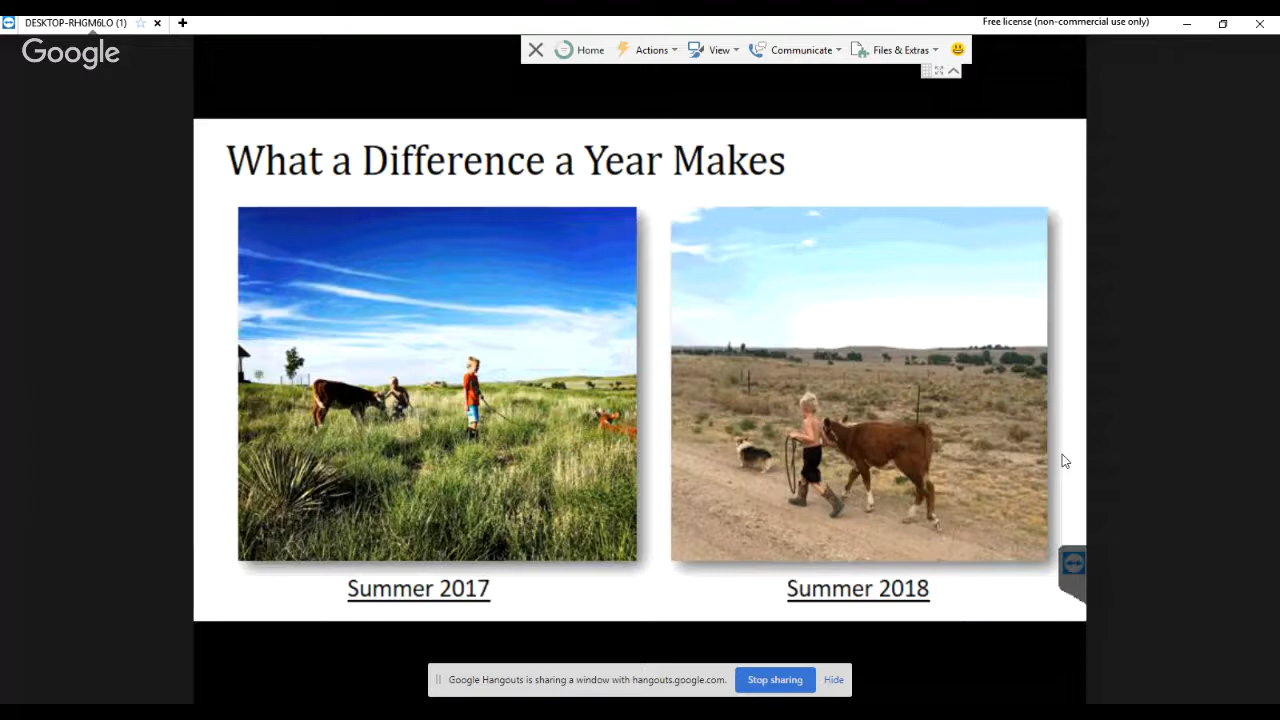 DESKTOP-RHGM6LO (1)
Free license (non-commercial use only)
Google
Home
Actions
View
Communicate
Files & Extras
What a Difference a Year Makes
Summer 2017
Summer 2018
Google Hangouts is sharing a window with hangouts.google.com.
Stop sharing
Hide